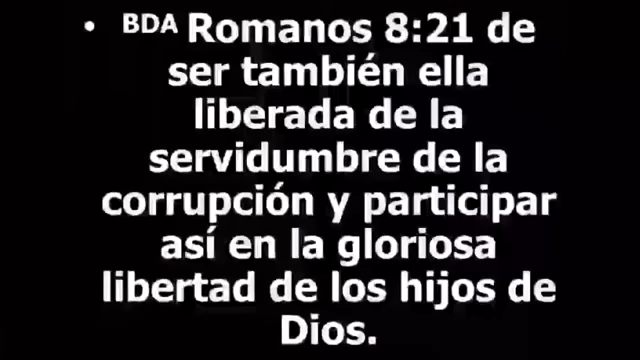 • BDA Romanos 8:21 de
ser también ella
liberada de la
servidumbre de la
corrupción y participar
así en la gloriosa
libertad de los hijos de
Dios.